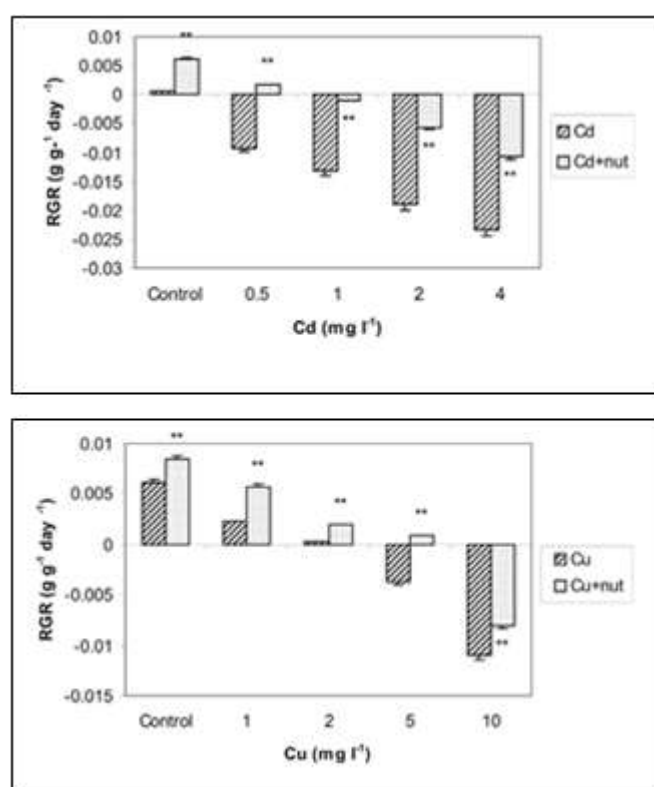 0.01
0.005
0
-0.005
-0.01
-0.015
-0.02
-0.025
-0.03
RGR (g g-¹ day ⁻¹)
**
**
**
**
**
Control 0.5 1 2 4
Cd (mg l⁻¹)
Cd
Cd+nut
0.01
0.005
0
-0.005
-0.01
-0.015
RGR (g g⁻¹ day ⁻¹)
**
**
**
**
**
Control 1 2 5 10
Cu (mg l⁻¹)
Cu
Cu+nut